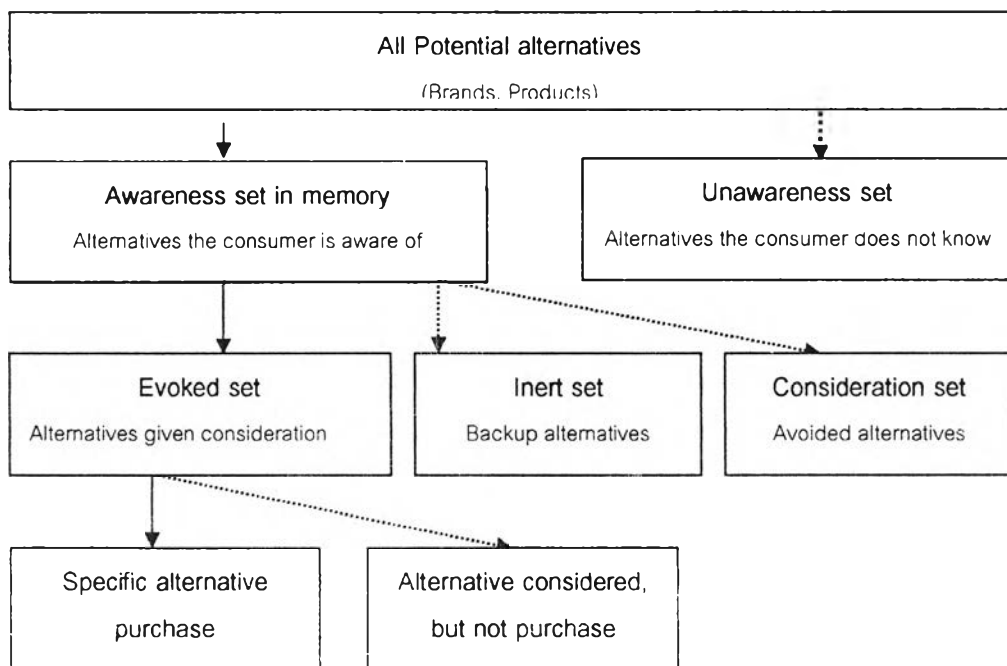 All Potential alternatives
(Brands, Products)
Awareness set in memory
Alternatives the consumer is aware of
Unawareness set
Alternatives the consumer does not know
Evoked set
Alternatives given consideration
Inert set
Backup alternatives
Consideration set
Avoided alternatives
Specific alternative
purchase
Alternative considered,
but not purchase